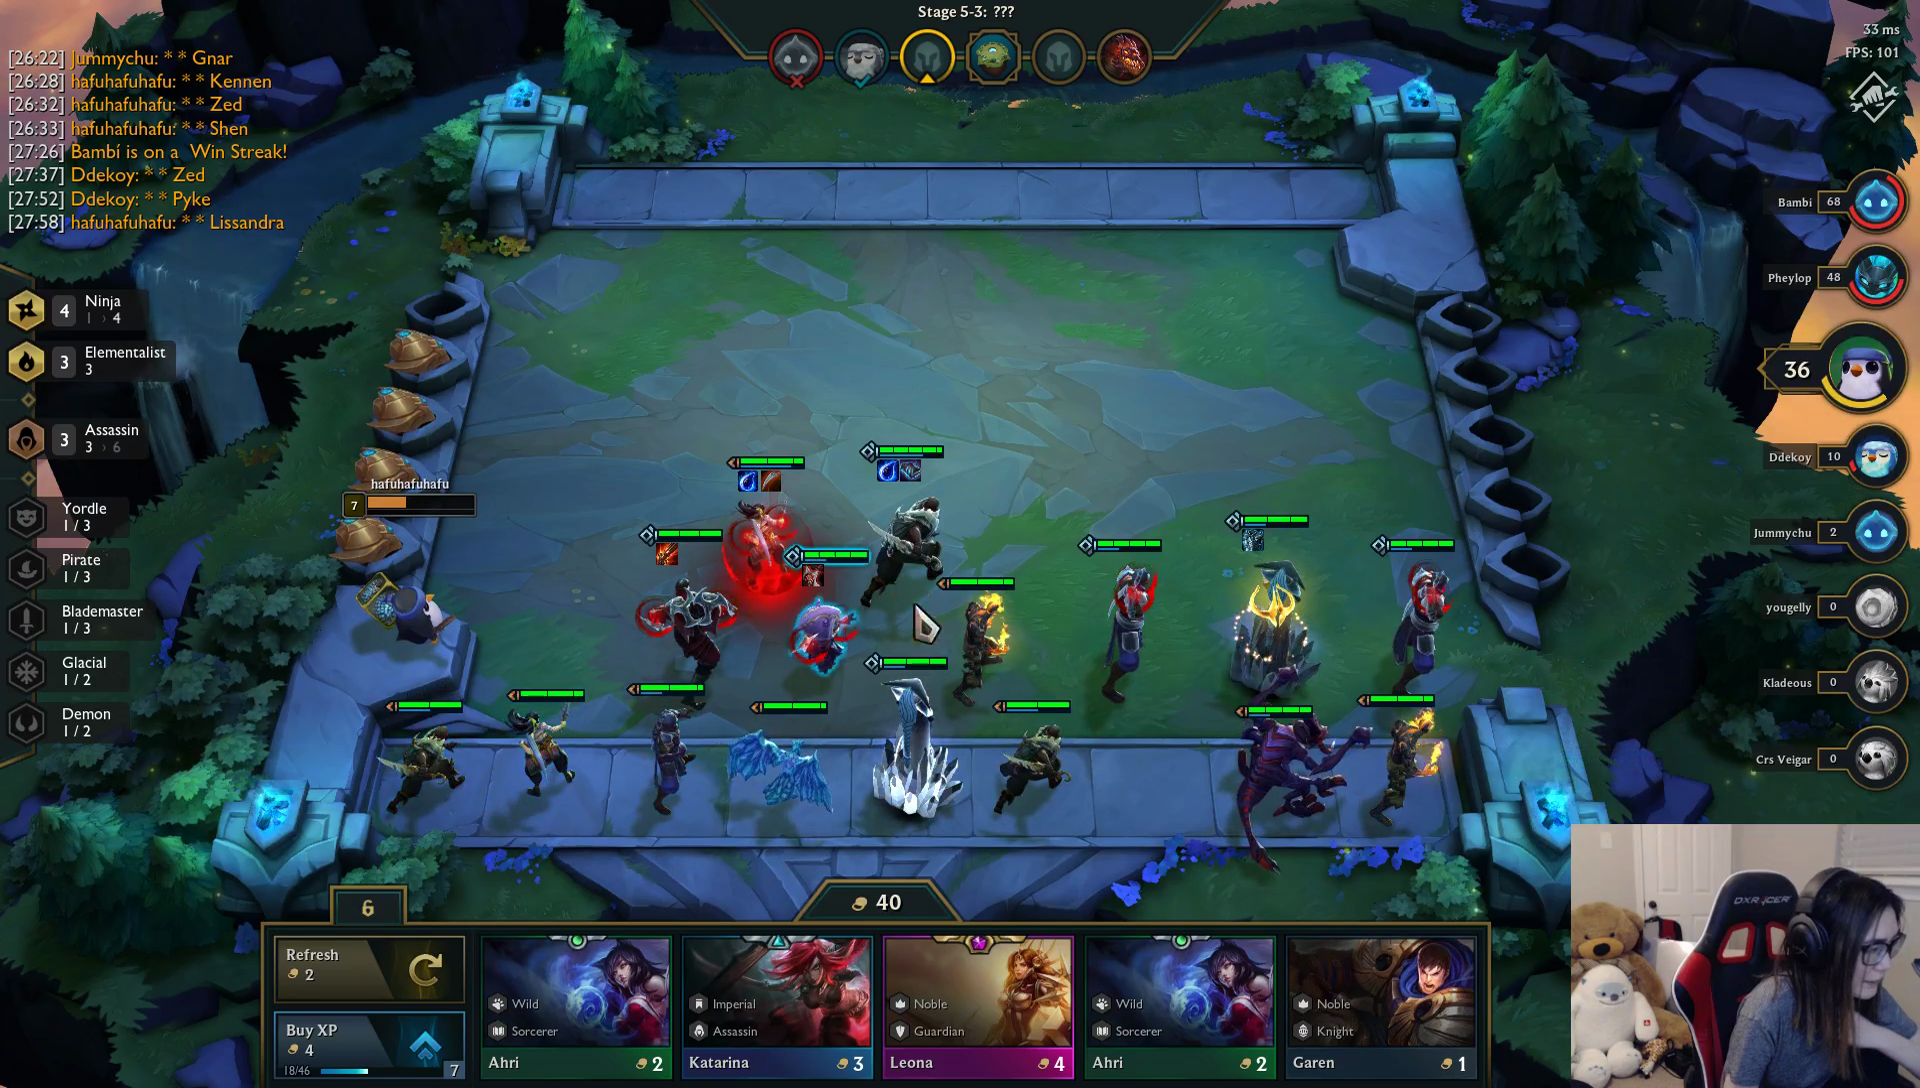 Stage 5-3: ???
33 ms
FPS: 101
[26:22] Jummychu: * * Gnar
[26:28] hafuhafuhafu: * * Kennen
[26:32] hafuhafuhafu: * * Zed
[26:33] hafuhafuhafu: * * Shen
[27:26] Bambí is on a Win Streak!
[27:37] Ddekoy: * * Zed
[27:52] Ddekoy: * * Pyke
[27:58] hafuhafuhafu: * * Lissandra
4 Ninja
1 › 4
3 Elementalist
3
3 Assassin
3 › 6
Yordle
1 / 3
Pirate
1 / 3
Blademaster
1 / 3
Glacial
1 / 2
Demon
1 / 2
hafuhafuhafu
7
Bambí 68
Pheylop 48
36
Ddekoy 10
Jummychu 2
yougelly 0
Kladeous 0
Crs Veigar 0
6
40
Refresh
2
Buy XP
4
18/46
7
Wild
Sorcerer
Ahri 2
Imperial
Assassin
Katarina 3
Noble
Guardian
Leona 4
Wild
Sorcerer
Ahri 2
Noble
Knight
Garen 1
DXRACER